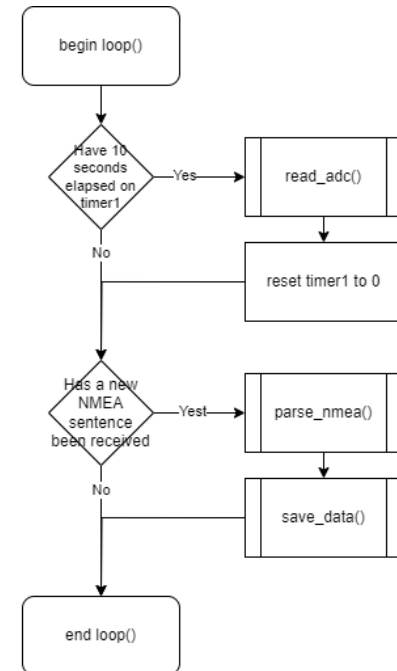 begin loop()
Have 10
seconds
elapsed on
timer1
Yes
read_adc()
No
reset timer1 to 0
Has a new
NMEA
sentence
been received
Yest
parse_nmea()
No
save_data()
end loop()